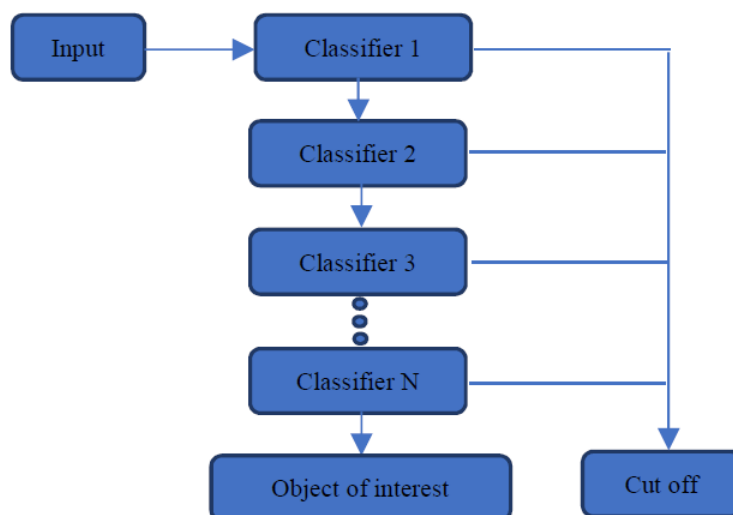 Input
Classifier 1
Classifier 2
Classifier 3
Classifier N
Object of interest
Cut off